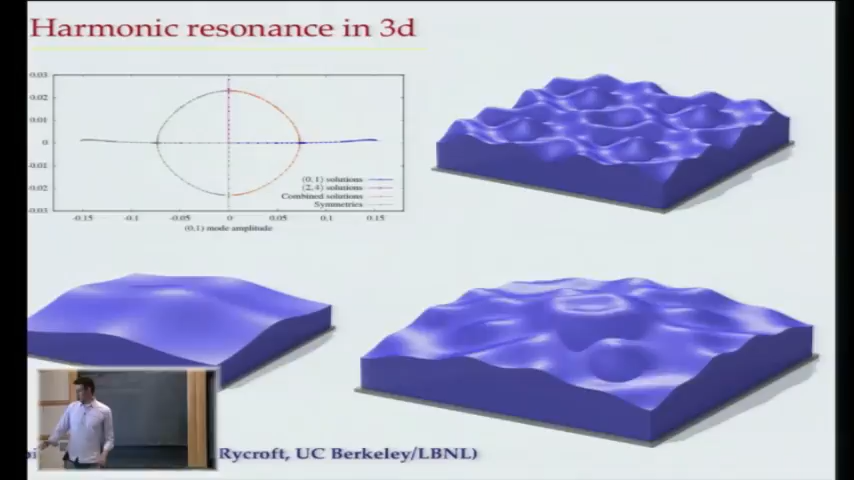 Harmonic resonance in 3d
0.03
0.02
0.01
0
-0.01
0.02
0.03
(0,1) solutions
(2,4) solutions
Combined solutions
Symmetries
-0.15 -0.1 -0.05 0 0.05 0.1 0.15
(0,1) mode amplitude
Rycroft, UC Berkeley/LBNL)